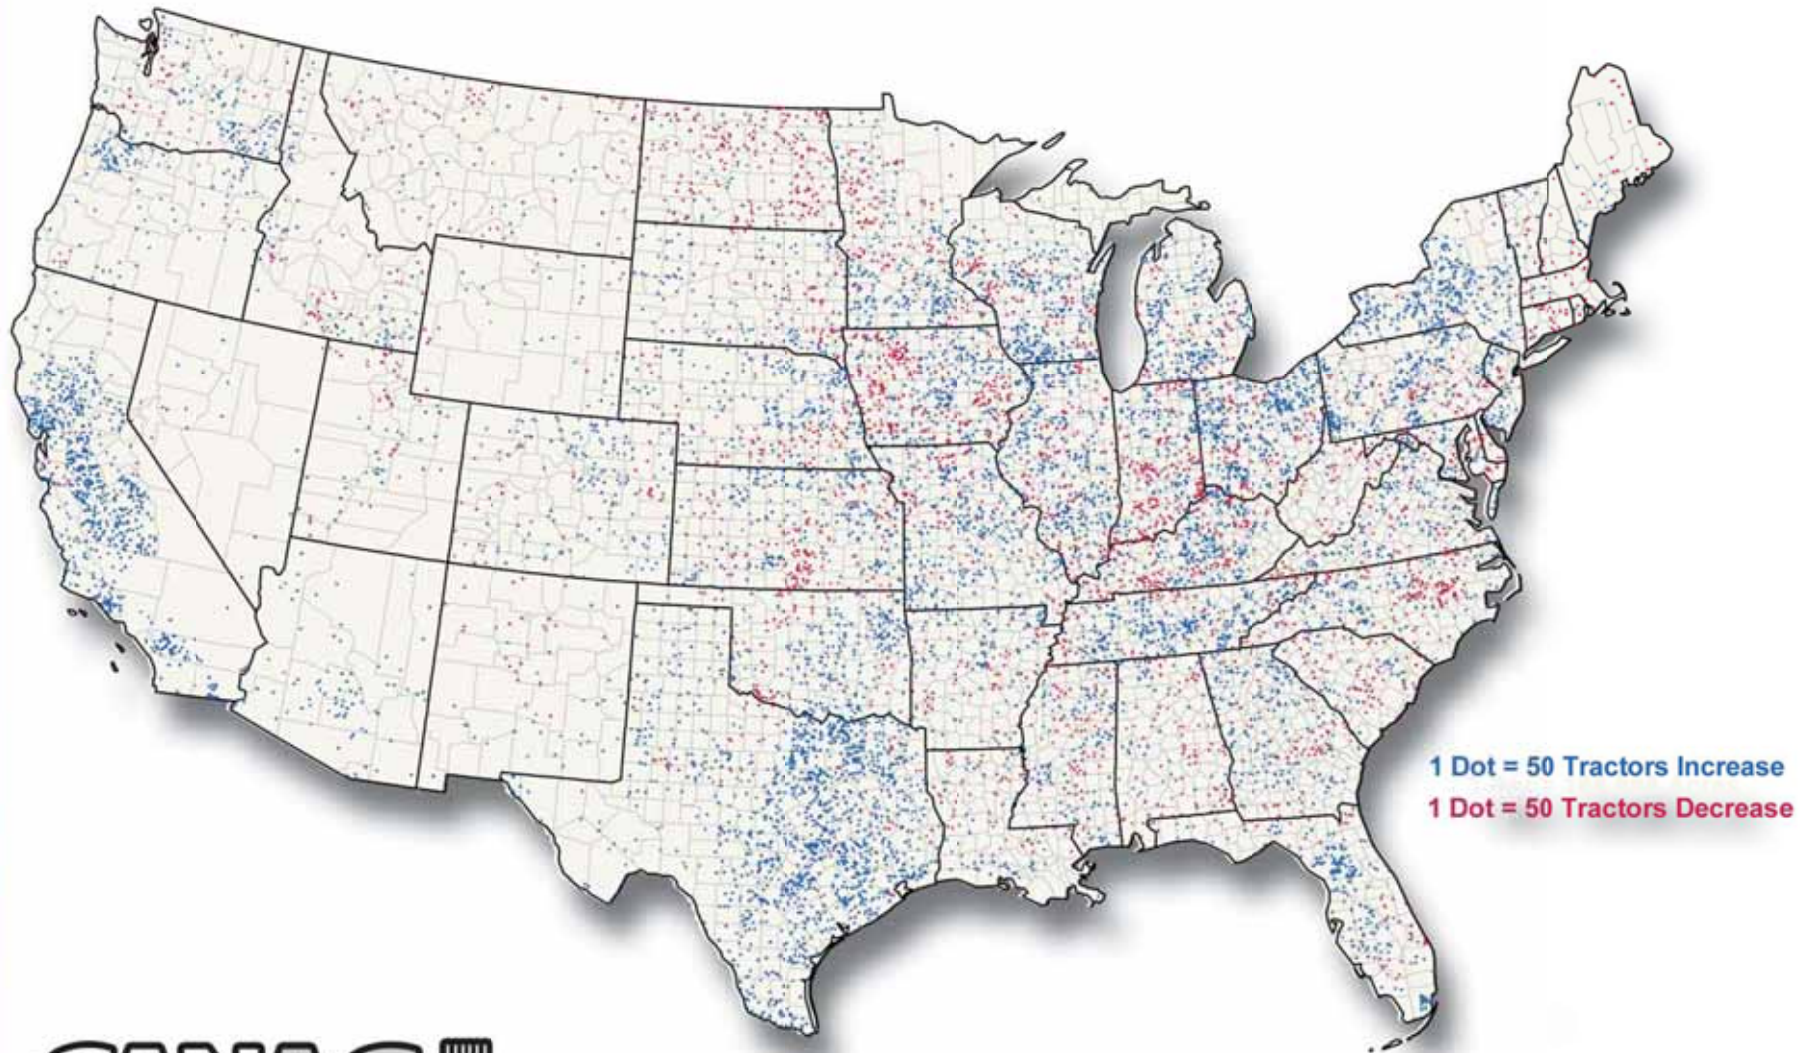 1 Dot = 50 Tractors Increase
1 Dot = 50 Tractors Decrease